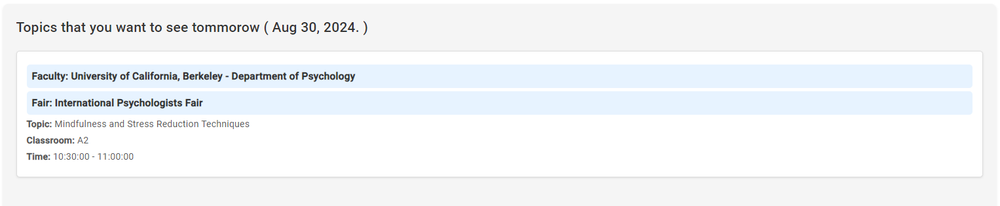 Topics that you want to see tommorow ( Aug 30, 2024. )
Faculty: University of California, Berkeley - Department of Psychology
Fair: International Psychologists Fair
Topic: Mindfulness and Stress Reduction Techniques
Classroom: A2
Time: 10:30:00 - 11:00:00